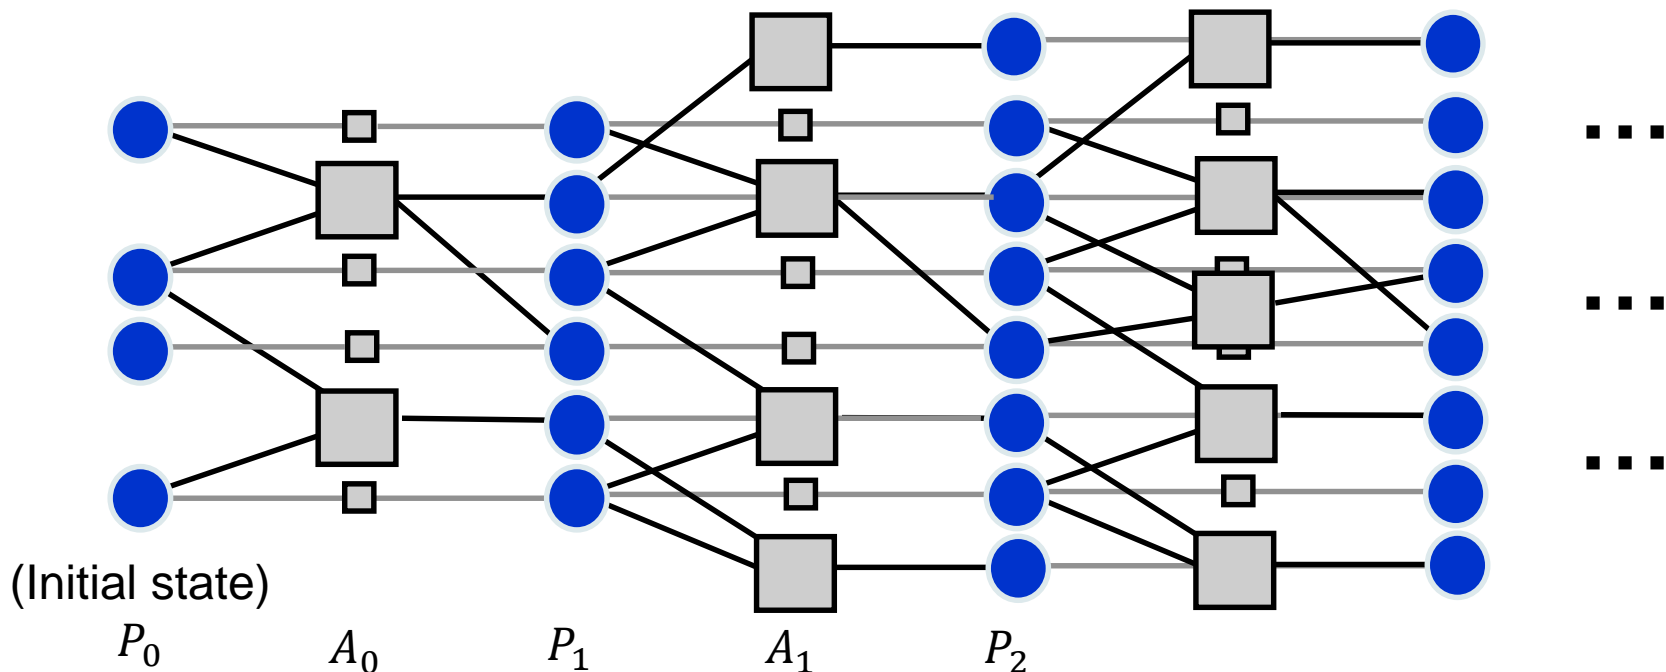 ...
...
...
(Initial state)
P₀ A₀ P₁ A₁ P₂